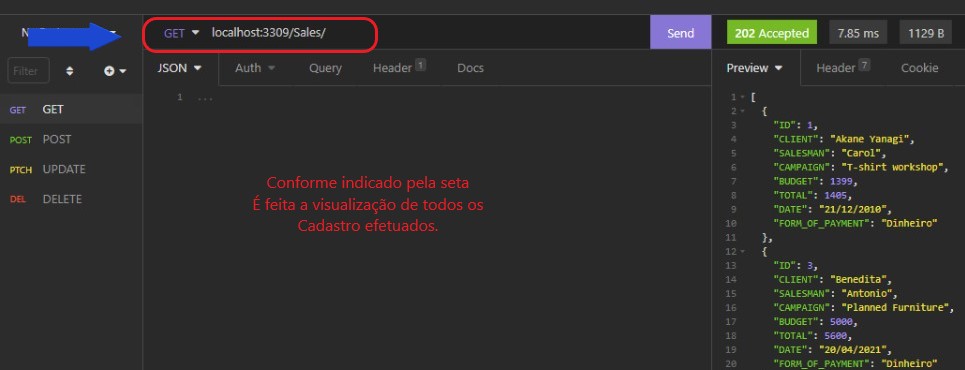 GET localhost:3309/Sales/ Send
202 Accepted 7.85 ms 1129 B
Filter
GET GET
POST POST
PTCH UPDATE
DEL DELETE
JSON Auth Query Header 1 Docs
1 ...
Conforme indicado pela seta
É feita a visualização de todos os
Cadastro efetuados.
Preview Header 7 Cookie
1 [
2 {
3 "ID": 1,
4 "CLIENT": "Akane Yanagi",
5 "SALESMAN": "Carol",
6 "CAMPAIGN": "T-shirt workshop",
7 "BUDGET": 1399,
8 "TOTAL": 1405,
9 "DATE": "21/12/2010",
10 "FORM_OF_PAYMENT": "Dinheiro"
11 },
12 {
13 "ID": 3,
14 "CLIENT": "Benedita",
15 "SALESMAN": "Antonio",
16 "CAMPAIGN": "Planned Furniture",
17 "BUDGET": 5000,
18 "TOTAL": 5600,
19 "DATE": "20/04/2021",
20 "FORM_OF_PAYMENT": "Dinheiro"